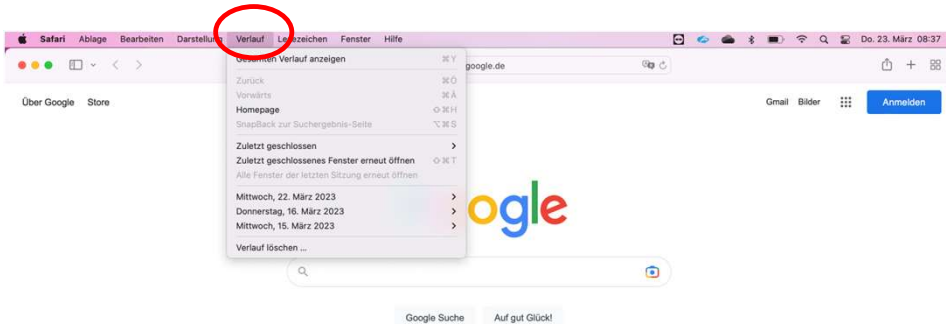 Safari Ablage Bearbeiten Darstellung Verlauf Lesezeichen Fenster Hilfe Do. 23. März 08:37
Gesamten Verlauf anzeigen ⌘Y
google.de
Zurück ⌘Ö
Vorwärts ⌘Ä
Homepage ⇧⌘H
SnapBack zur Suchergebnis-Seite ⌥⌘S
Zuletzt geschlossen
Zuletzt geschlossenes Fenster erneut öffnen ⇧⌘T
Alle Fenster der letzten Sitzung erneut öffnen
Mittwoch, 22. März 2023
Donnerstag, 16. März 2023
Mittwoch, 15. März 2023
Verlauf löschen ...
Über Google Store
Gmail Bilder Anmelden
ogle
Google Suche Auf gut Glück!